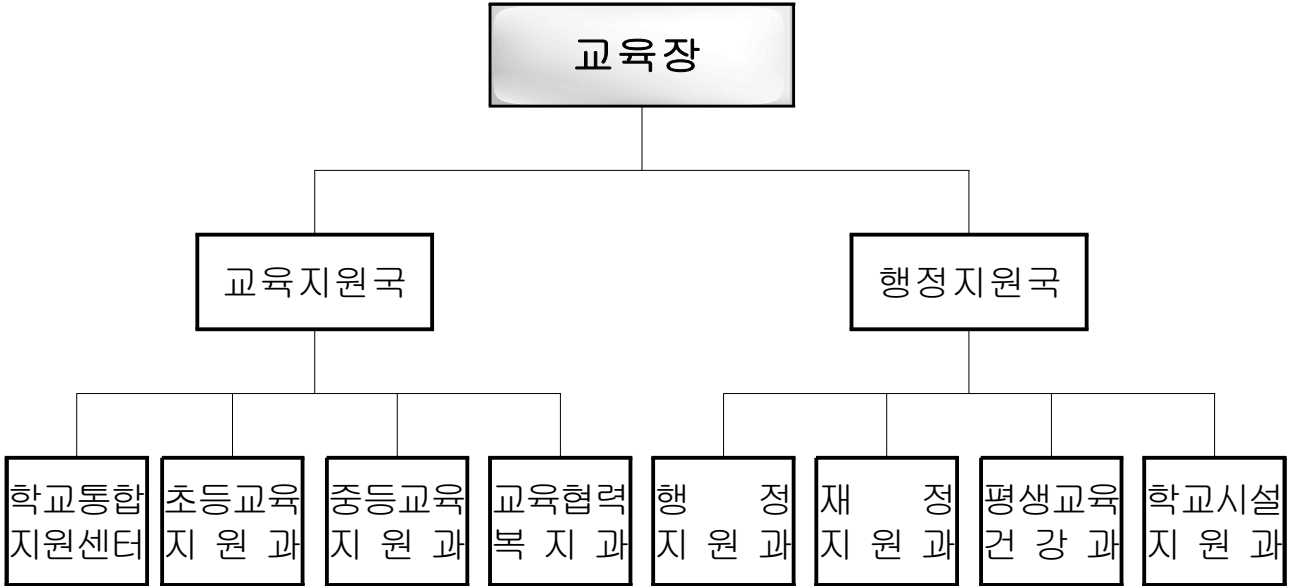 교육장
교육지원국
행정지원국
학교통합
지원센터
초등교육
지 원 과
중등교육
지 원 과
교육협력
복 지 과
행 정
지 원 과
재 정
지 원 과
평생교육
건 강 과
학교시설
지 원 과